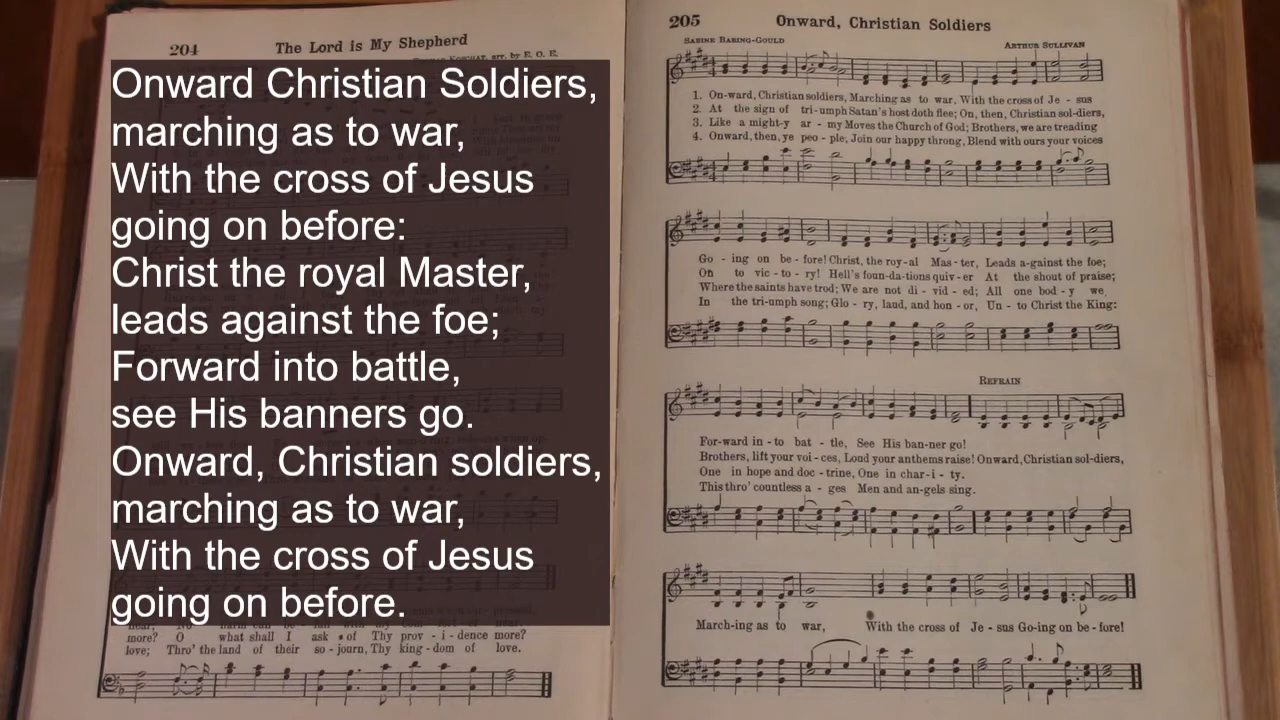 204
The Lord is My Shepherd
Onward Christian Soldiers,
marching as to war,
With the cross of Jesus
going on before:
Christ the royal Master,
leads against the foe;
Forward into battle,
see His banners go.
Onward, Christian soldiers,
marching as to war,
With the cross of Jesus
going on before.
more? O what shall I ask of Thy prov - i - dence more?
love; Thro' the land of their so - journ, Thy king - dom of love.
205
Onward, Christian Soldiers
SABINE BARING-GOULD
ARTHUR SULLIVAN
1. On-ward, Christian soldiers, Marching as to war, With the cross of Je - sus
2. At the sign of tri-umph Satan's host doth flee; On, then, Christian sol-diers,
3. Like a might-y ar - my Moves the Church of God; Brothers, we are treading
4. Onward, then, ye peo - ple, Join our happy throng, Blend with ours your voices
Go - ing on be - fore! Christ, the roy-al Mas - ter, Leads a-gainst the foe;
On to vic - to - ry! Hell's foun-da-tions quiv - er At the shout of praise;
Where the saints have trod; We are not di - vid - ed; All one bod - y we
In the tri-umph song; Glo - ry, laud, and hon - or, Un - to Christ the King:
REFRAIN
For-ward in - to bat - tle, See His ban-ner go!
Brothers, lift your voi - ces, Loud your anthems raise! Onward, Christian sol-diers,
One in hope and doc - trine, One in char - i - ty.
This thro' countless a - ges Men and an-gels sing.
March-ing as to war, With the cross of Je - sus Go-ing on be - fore!